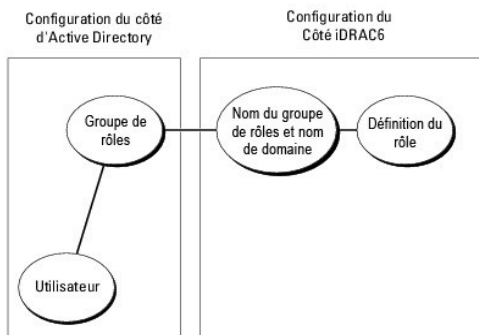 Configuration du côté
d'Active Directory
Configuration du
Côté iDRAC6
Groupe de
rôles
Nom du groupe
de rôles et nom
de domaine
Définition du
rôle
Utilisateur